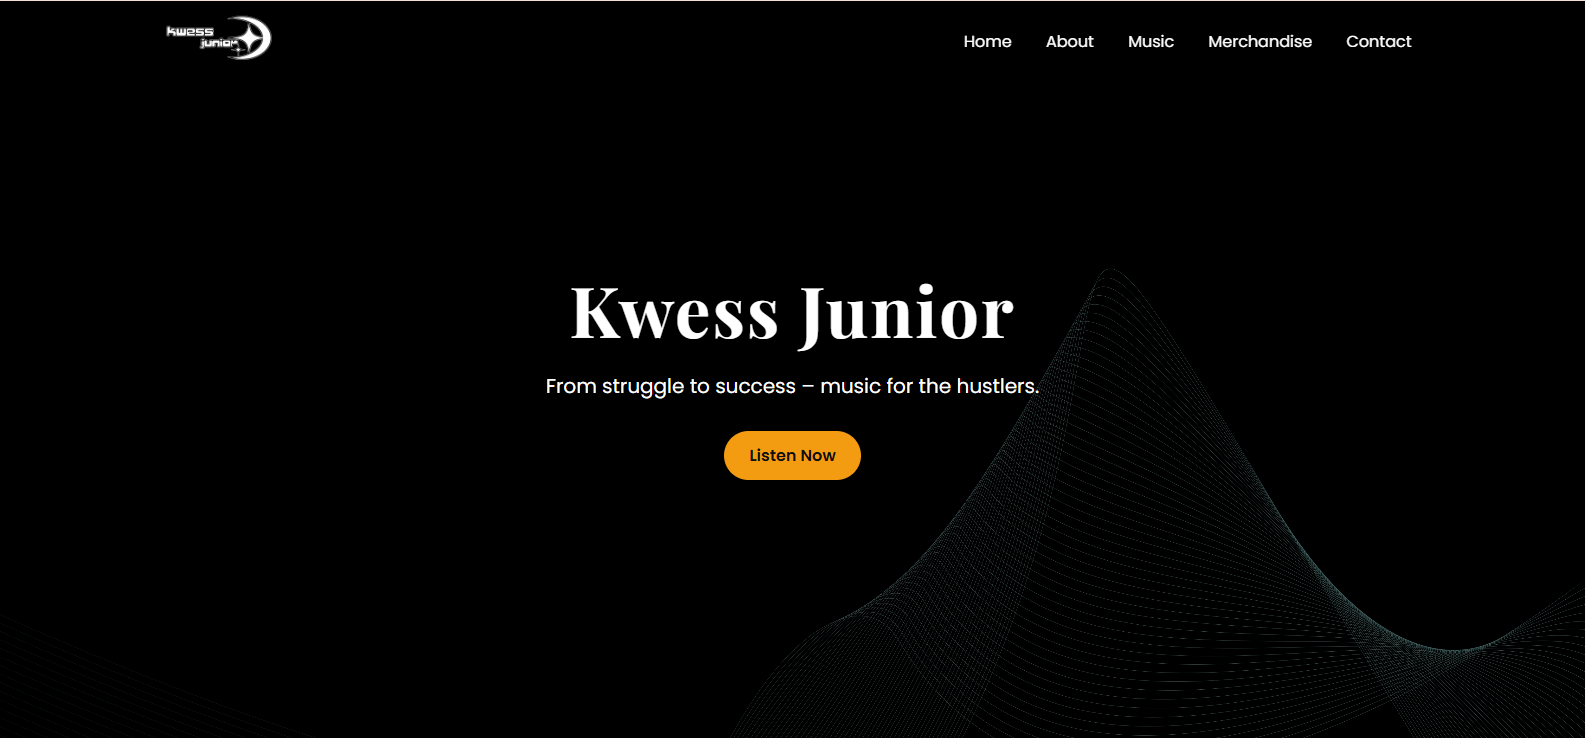 kwess
junior
Home About Music Merchandise Contact
Kwess Junior
From struggle to success – music for the hustlers.
Listen Now